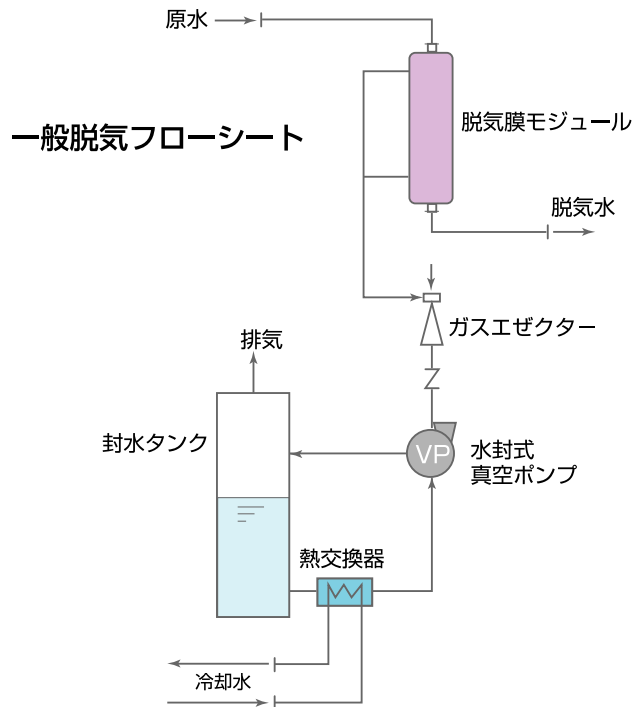 原水
一般脱気フローシート
脱気膜モジュール
脱気水
ガスエゼクター
排気
封水タンク
VP
水封式
真空ポンプ
熱交換器
冷却水